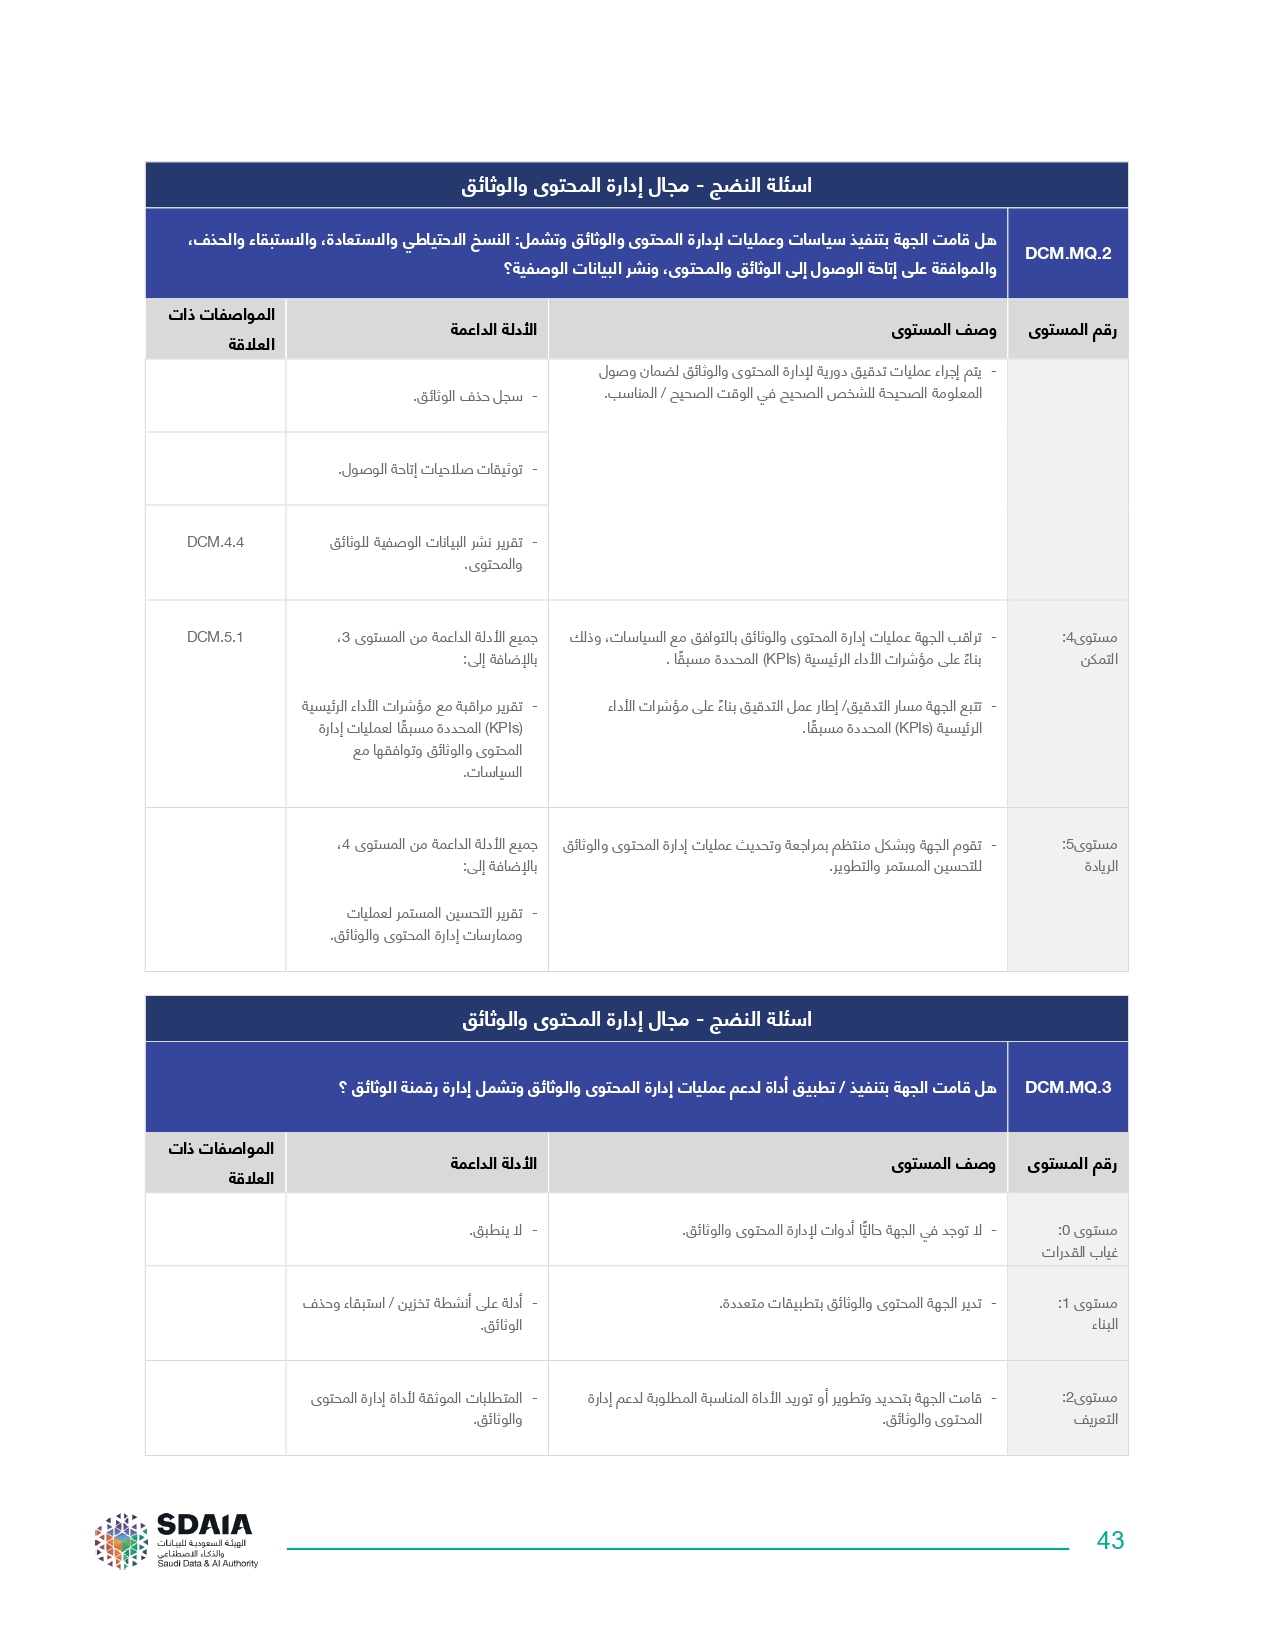 اسئلة النضج - مجال إدارة المحتوى والوثائق
DCM.MQ.2
هل قامت الجهة بتنفيذ سياسات وعمليات لإدارة المحتوى والوثائق وتشمل: النسخ الاحتياطي والاستعادة، والاستبقاء والحذف،
والموافقة على إتاحة الوصول إلى الوثائق والمحتوى، ونشر البيانات الوصفية؟
رقم المستوى
وصف المستوى
الأدلة الداعمة
المواصفات ذات
العلاقة
- يتم إجراء عمليات تدقيق دورية لإدارة المحتوى والوثائق لضمان وصول
المعلومة الصحيحة للشخص الصحيح في الوقت الصحيح / المناسب.
- سجل حذف الوثائق.
- توثيقات صلاحيات إتاحة الوصول.
- تقرير نشر البيانات الوصفية للوثائق
والمحتوى.
DCM.4.4
مستوى4:
التمكن
- تراقب الجهة عمليات إدارة المحتوى والوثائق بالتوافق مع السياسات، وذلك
بناءً على مؤشرات الأداء الرئيسية (KPIs) المحددة مسبقًا .
- تتبع الجهة مسار التدقيق/ إطار عمل التدقيق بناءً على مؤشرات الأداء
الرئيسية (KPIs) المحددة مسبقًا.
جميع الأدلة الداعمة من المستوى 3،
بالإضافة إلى:
- تقرير مراقبة مع مؤشرات الأداء الرئيسية
(KPIs) المحددة مسبقًا لعمليات إدارة
المحتوى والوثائق وتوافقها مع
السياسات.
DCM.5.1
مستوى5:
الريادة
- تقوم الجهة وبشكل منتظم بمراجعة وتحديث عمليات إدارة المحتوى والوثائق
للتحسين المستمر والتطوير.
جميع الأدلة الداعمة من المستوى 4،
بالإضافة إلى:
- تقرير التحسين المستمر لعمليات
وممارسات إدارة المحتوى والوثائق.
اسئلة النضج - مجال إدارة المحتوى والوثائق
DCM.MQ.3
هل قامت الجهة بتنفيذ / تطبيق أداة لدعم عمليات إدارة المحتوى والوثائق وتشمل إدارة رقمنة الوثائق ؟
رقم المستوى
وصف المستوى
الأدلة الداعمة
المواصفات ذات
العلاقة
مستوى 0:
غياب القدرات
- لا توجد في الجهة حاليًّا أدوات لإدارة المحتوى والوثائق.
- لا ينطبق.
مستوى 1:
البناء
- تدير الجهة المحتوى والوثائق بتطبيقات متعددة.
- أدلة على أنشطة تخزين / استبقاء وحذف
الوثائق.
مستوى2:
التعريف
- قامت الجهة بتحديد وتطوير أو توريد الأداة المناسبة المطلوبة لدعم إدارة
المحتوى والوثائق.
- المتطلبات الموثقة لأداة إدارة المحتوى
والوثائق.
SDAIA
الهيئة السعودية للبيانات
والذكاء الاصطناعي
Saudi Data & AI Authority
43